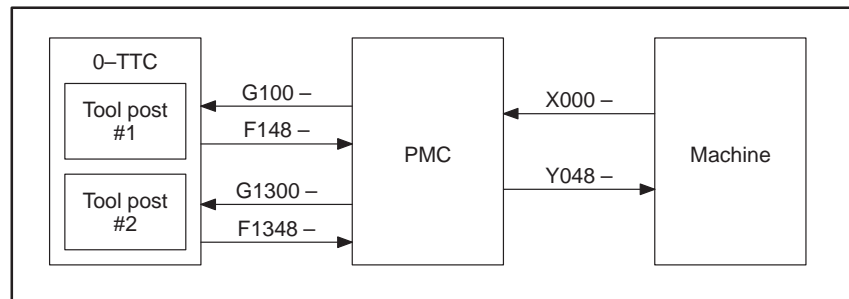 0–TTC
Tool post
#1
Tool post
#2
G100 –
F148 –
G1300 –
F1348 –
PMC
X000 –
Y048 –
Machine